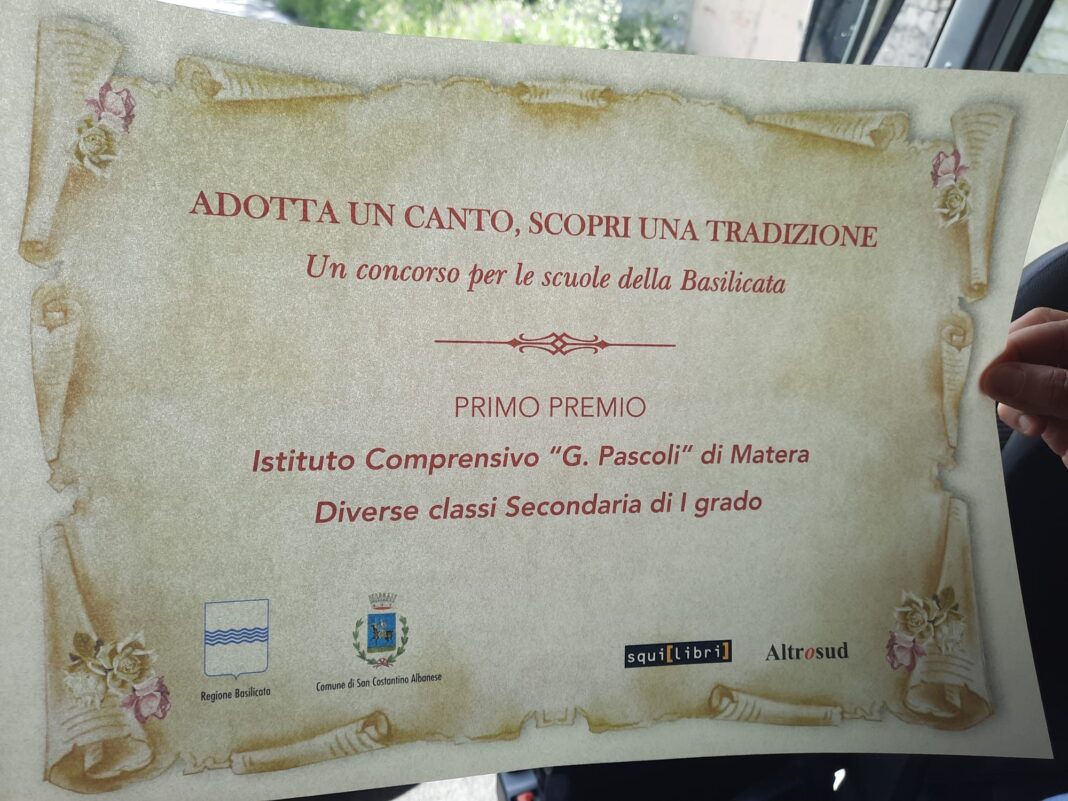 ADOTTA UN CANTO, SCOPRI UNA TRADIZIONE
Un concorso per le scuole della Basilicata
PRIMO PREMIO
Istituto Comprensivo “G. Pascoli” di Matera
Diverse classi Secondaria di I grado
Regione Basilicata
Comune di San Costantino Albanese
squi[libri]
Altrosud